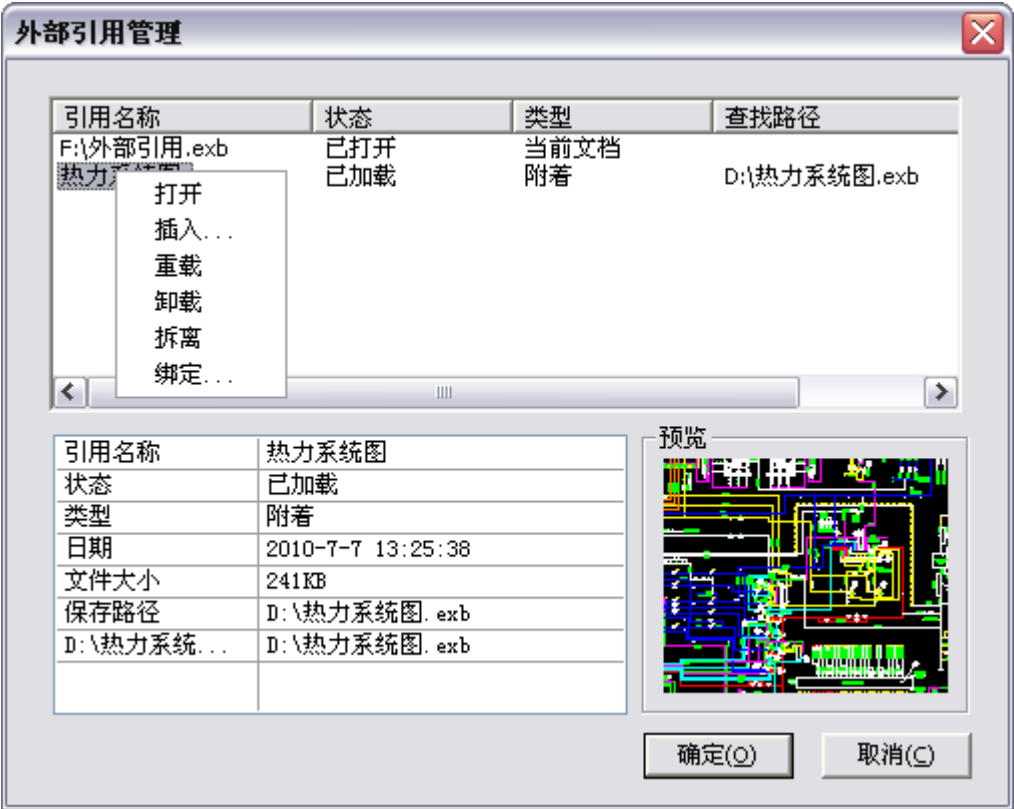 外部引用管理
引用名称 状态 类型 查找路径
F:\外部引用.exb 已打开 当前文档
热力系统图 已加载 附着 D:\热力系统图.exb
打开
插入...
重载
卸载
拆离
绑定...
引用名称 热力系统图
状态 已加载
类型 附着
日期 2010-7-7 13:25:38
文件大小 241KB
保存路径 D:\热力系统图.exb
D:\热力系统... D:\热力系统图.exb
预览
确定(O) 取消(C)